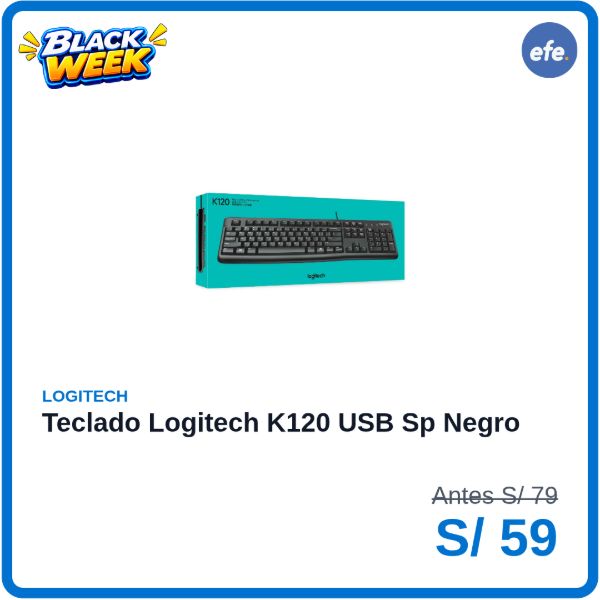 BLACK
WEEK
efe.
K120
logitech
LOGITECH
Teclado Logitech K120 USB Sp Negro
Antes S/ 79
S/ 59